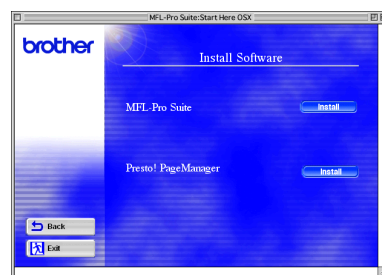 MFL-Pro Suite:Start Here OSX
brother
Install Software
MFL-Pro Suite
Install
Presto! PageManager
Install
Back
Exit